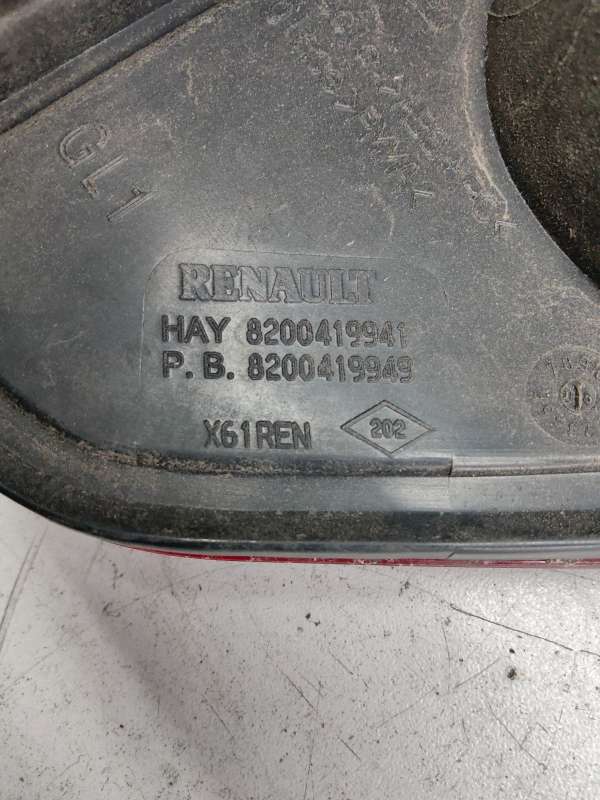 GL1
RENAULT
HAY 8200419941
P.B. 8200419949
X61REN
202